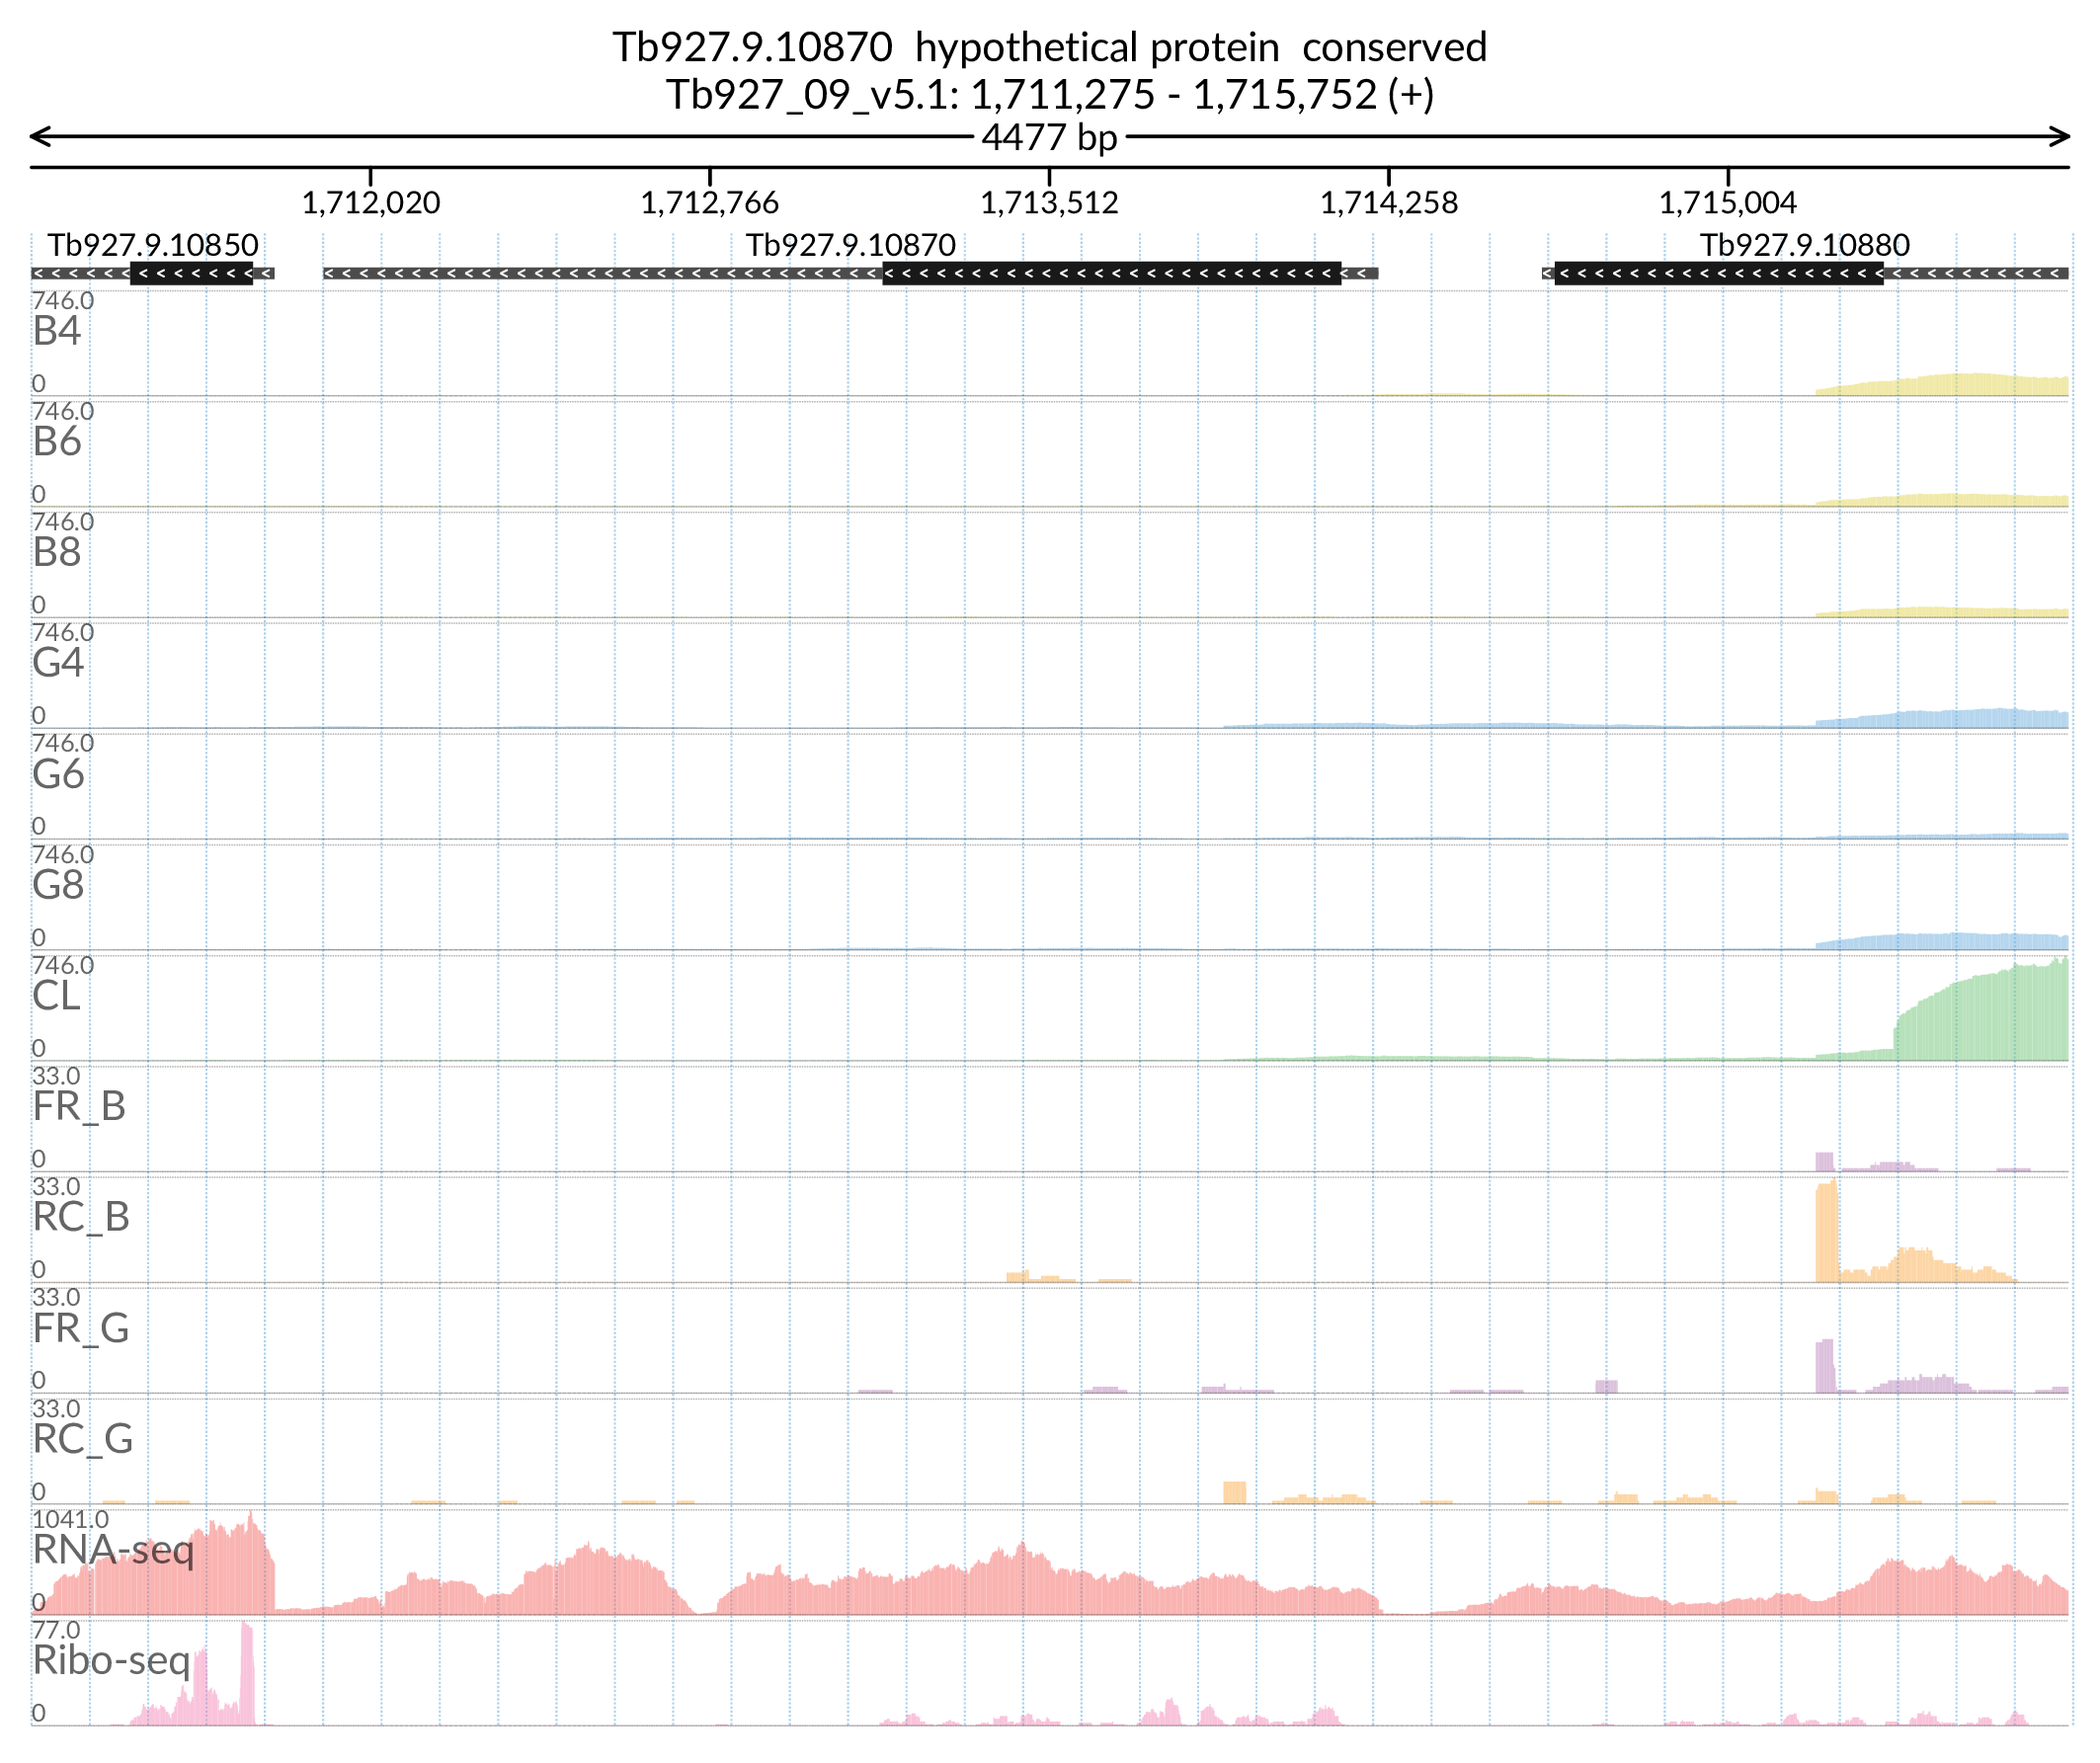 Tb927.9.10870 hypothetical protein conserved
Tb927_09_v5.1: 1,711,275 - 1,715,752 (+)
4477 bp
1,712,020 1,712,766 1,713,512 1,714,258 1,715,004
Tb927.9.10850 Tb927.9.10870 Tb927.9.10880
746.0
B4
0
746.0
B6
0
746.0
B8
0
746.0
G4
0
746.0
G6
0
746.0
G8
0
746.0
CL
0
33.0
FR_B
0
33.0
RC_B
0
33.0
FR_G
0
33.0
RC_G
0
1041.0
RNA-seq
0
77.0
Ribo-seq
0